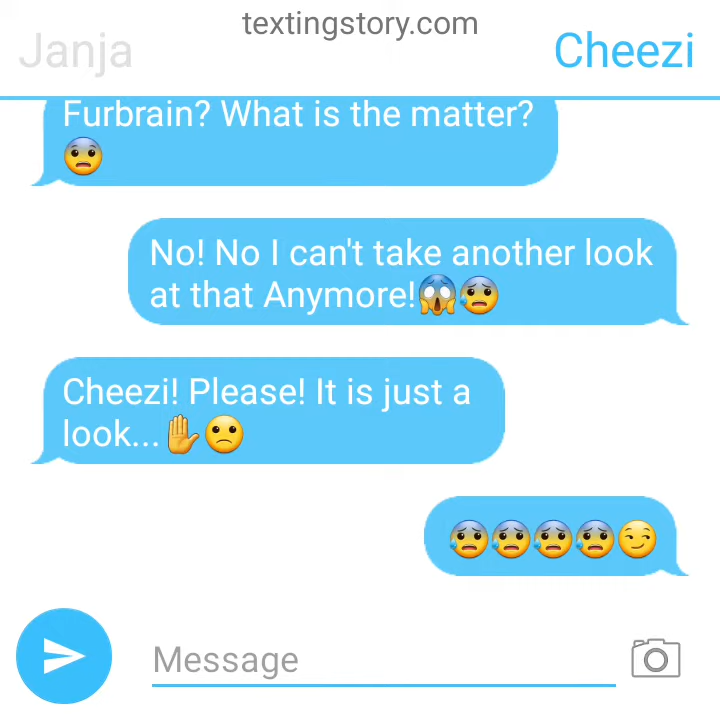 textingstory.com
Janja
Cheezi
Furbrain? What is the matter?
😨
No! No I can't take another look
at that Anymore!😱😰
Cheezi! Please! It is just a
look...✋🙁
😰😰😰😰😏
Message